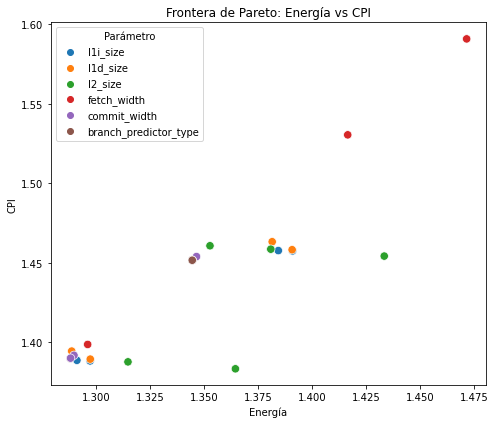 Frontera de Pareto: Energía vs CPI
Parámetro
l1i_size
l1d_size
l2_size
fetch_width
commit_width
branch_predictor_type
CPI
1.60
1.55
1.50
1.45
1.40
1.300 1.325 1.350 1.375 1.400 1.425 1.450 1.475
Energía